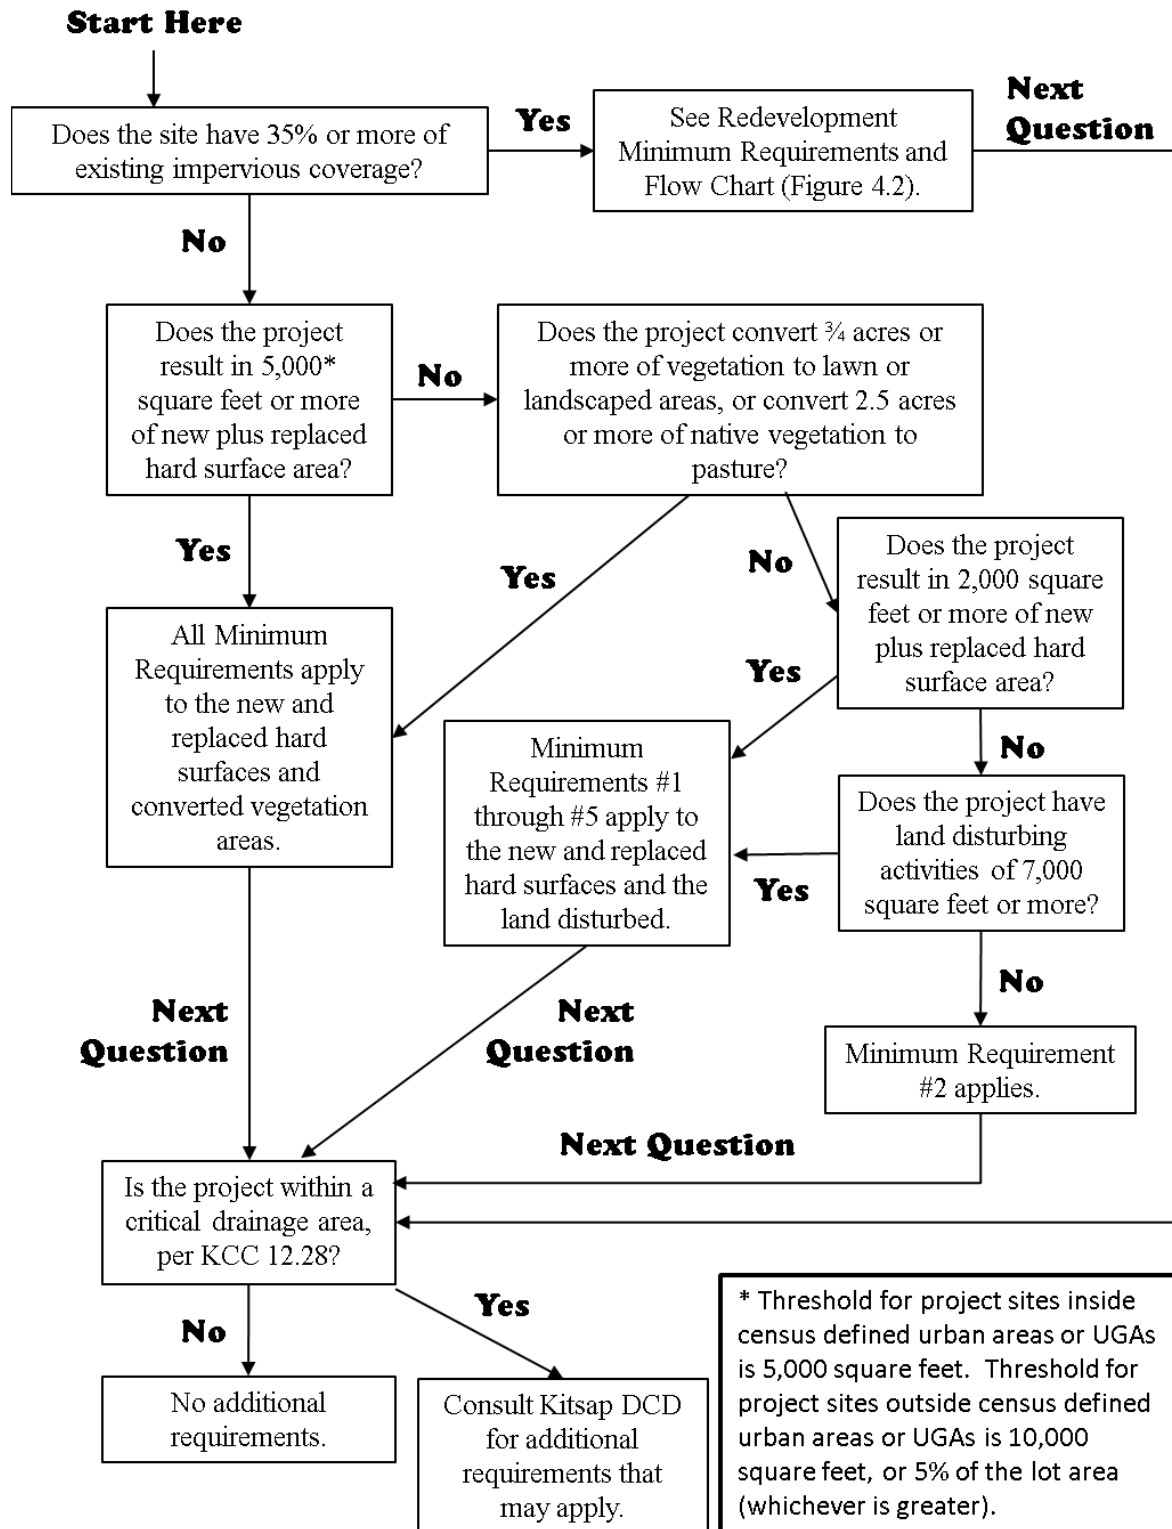 Start Here
Does the site have 35% or more of
existing impervious coverage?
Yes
See Redevelopment
Minimum Requirements and
Flow Chart (Figure 4.2).
Next
Question
No
Does the project
result in 5,000*
square feet or more
of new plus replaced
hard surface area?
No
Does the project convert ¾ acres or
more of vegetation to lawn or
landscaped areas, or convert 2.5 acres
or more of native vegetation to
pasture?
Yes
Yes
No
Does the project
result in 2,000 square
feet or more of new
plus replaced hard
surface area?
All Minimum
Requirements apply
to the new and
replaced hard
surfaces and
converted vegetation
areas.
Yes
No
Minimum
Requirements #1
through #5 apply to
the new and replaced
hard surfaces and the
land disturbed.
Yes
Does the project have
land disturbing
activities of 7,000
square feet or more?
No
Next
Question
Next
Question
Minimum Requirement
#2 applies.
Next Question
Is the project within a
critical drainage area,
per KCC 12.28?
No
Yes
No additional
requirements.
Consult Kitsap DCD
for additional
requirements that
may apply.
* Threshold for project sites inside
census defined urban areas or UGAs
is 5,000 square feet. Threshold for
project sites outside census defined
urban areas or UGAs is 10,000
square feet, or 5% of the lot area
(whichever is greater).